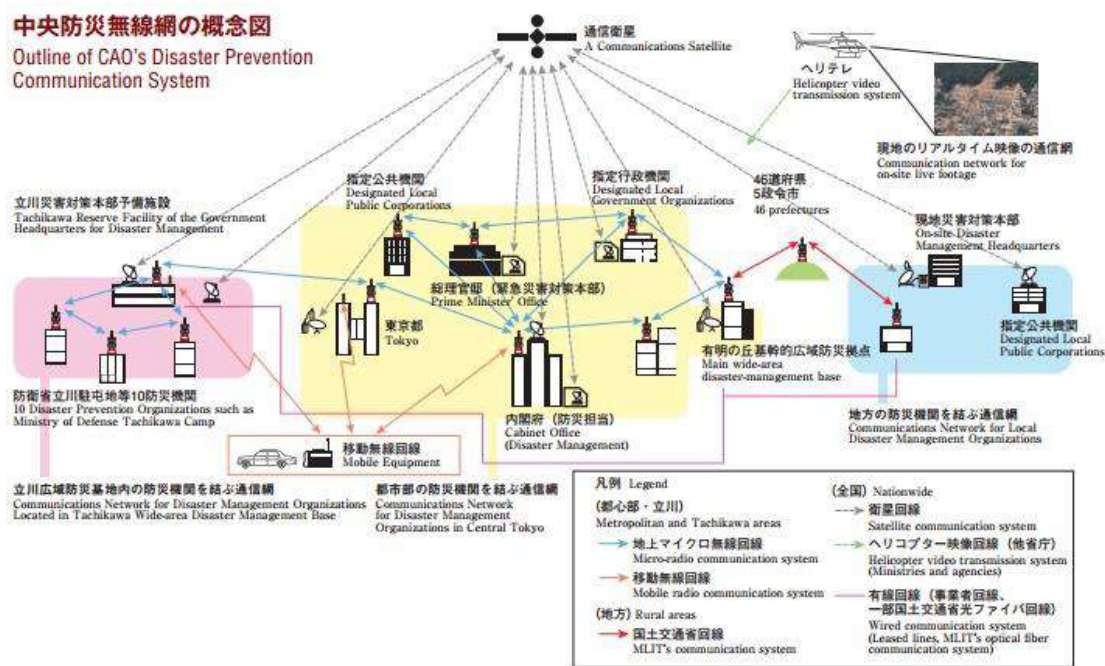 中央防災無線網の概念図
Outline of CAO's Disaster Prevention
Communication System
通信衛星
A Communications Satellite
ヘリテレ
Helicopter video
transmission system
現地のリアルタイム映像の通信網
Communication network for
on-site live footage
立川災害対策本部予備施設
Tachikawa Reserve Facility of the Government
Headquarters for Disaster Management
指定公共機関
Designated Local
Public Corporations
指定行政機関
Designated Local
Government Organizations
46道府県
5政令市
46 prefectures
現地災害対策本部
On-site Disaster
Management Headquarters
総理官邸（緊急災害対策本部）
Prime Minister' Office
東京都
Tokyo
有明の丘基幹的広域防災拠点
Main wide-area
disaster-management base
指定公共機関
Designated Local
Public Corporations
防衛省立川駐屯地等10防災機関
10 Disaster Prevention Organizations such as
Ministry of Defense Tachikawa Camp
内閣府（防災担当）
Cabinet Office
(Disaster Management)
地方の防災機関を結ぶ通信網
Communications Network for Local
Disaster Management Organizations
移動無線回線
Mobile Equipment
立川広域防災基地内の防災機関を結ぶ通信網
Communications Network for Disaster Management Organizations
Located in Tachikawa Wide-area Disaster Management Base
都市部の防災機関を結ぶ通信網
Communications Network
for Disaster Management
Organizations in Central Tokyo
凡例 Legend
（都心部・立川）
Metropolitan and Tachikawa areas
地上マイクロ無線回線
Micro-radio communication system
移動無線回線
Mobile radio communication system
（地方）Rural areas
国土交通省回線
MLIT's communication system
（全国）Nationwide
衛星回線
Satellite communication system
ヘリコプター映像回線（他省庁）
Helicopter video transmission system
(Ministries and agencies)
有線回線（事業者回線、
一部国土交通省光ファイバ回線）
Wired communication system
(Leased lines, MLIT's optical fiber
communication system)